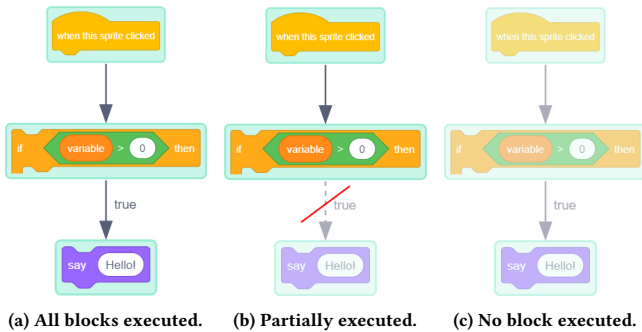 when this sprite clicked
when this sprite clicked
when this sprite clicked
if variable > 0 then
if variable > 0 then
if variable > 0 then
true
true
true
say Hello!
say Hello!
say Hello!
(a) All blocks executed.
(b) Partially executed.
(c) No block executed.